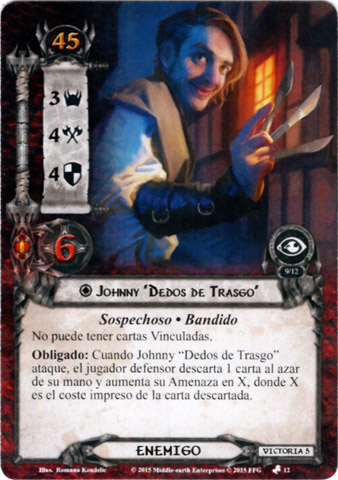 45
3
4
4
6
9/12
Johnny "Dedos de Trasgo"
Sospechoso • Bandido
No puede tener cartas Vinculadas.
Obligado: Cuando Johnny "Dedos de Trasgo"
ataque, el jugador defensor descarta 1 carta al azar
de su mano y aumenta su Amenaza en X, donde X
es el coste impreso de la carta descartada.
ENEMIGO
VICTORIA 5
Illus. Romana Kendelic
© 2015 Middle-earth Enterprises © 2015 FFG
12